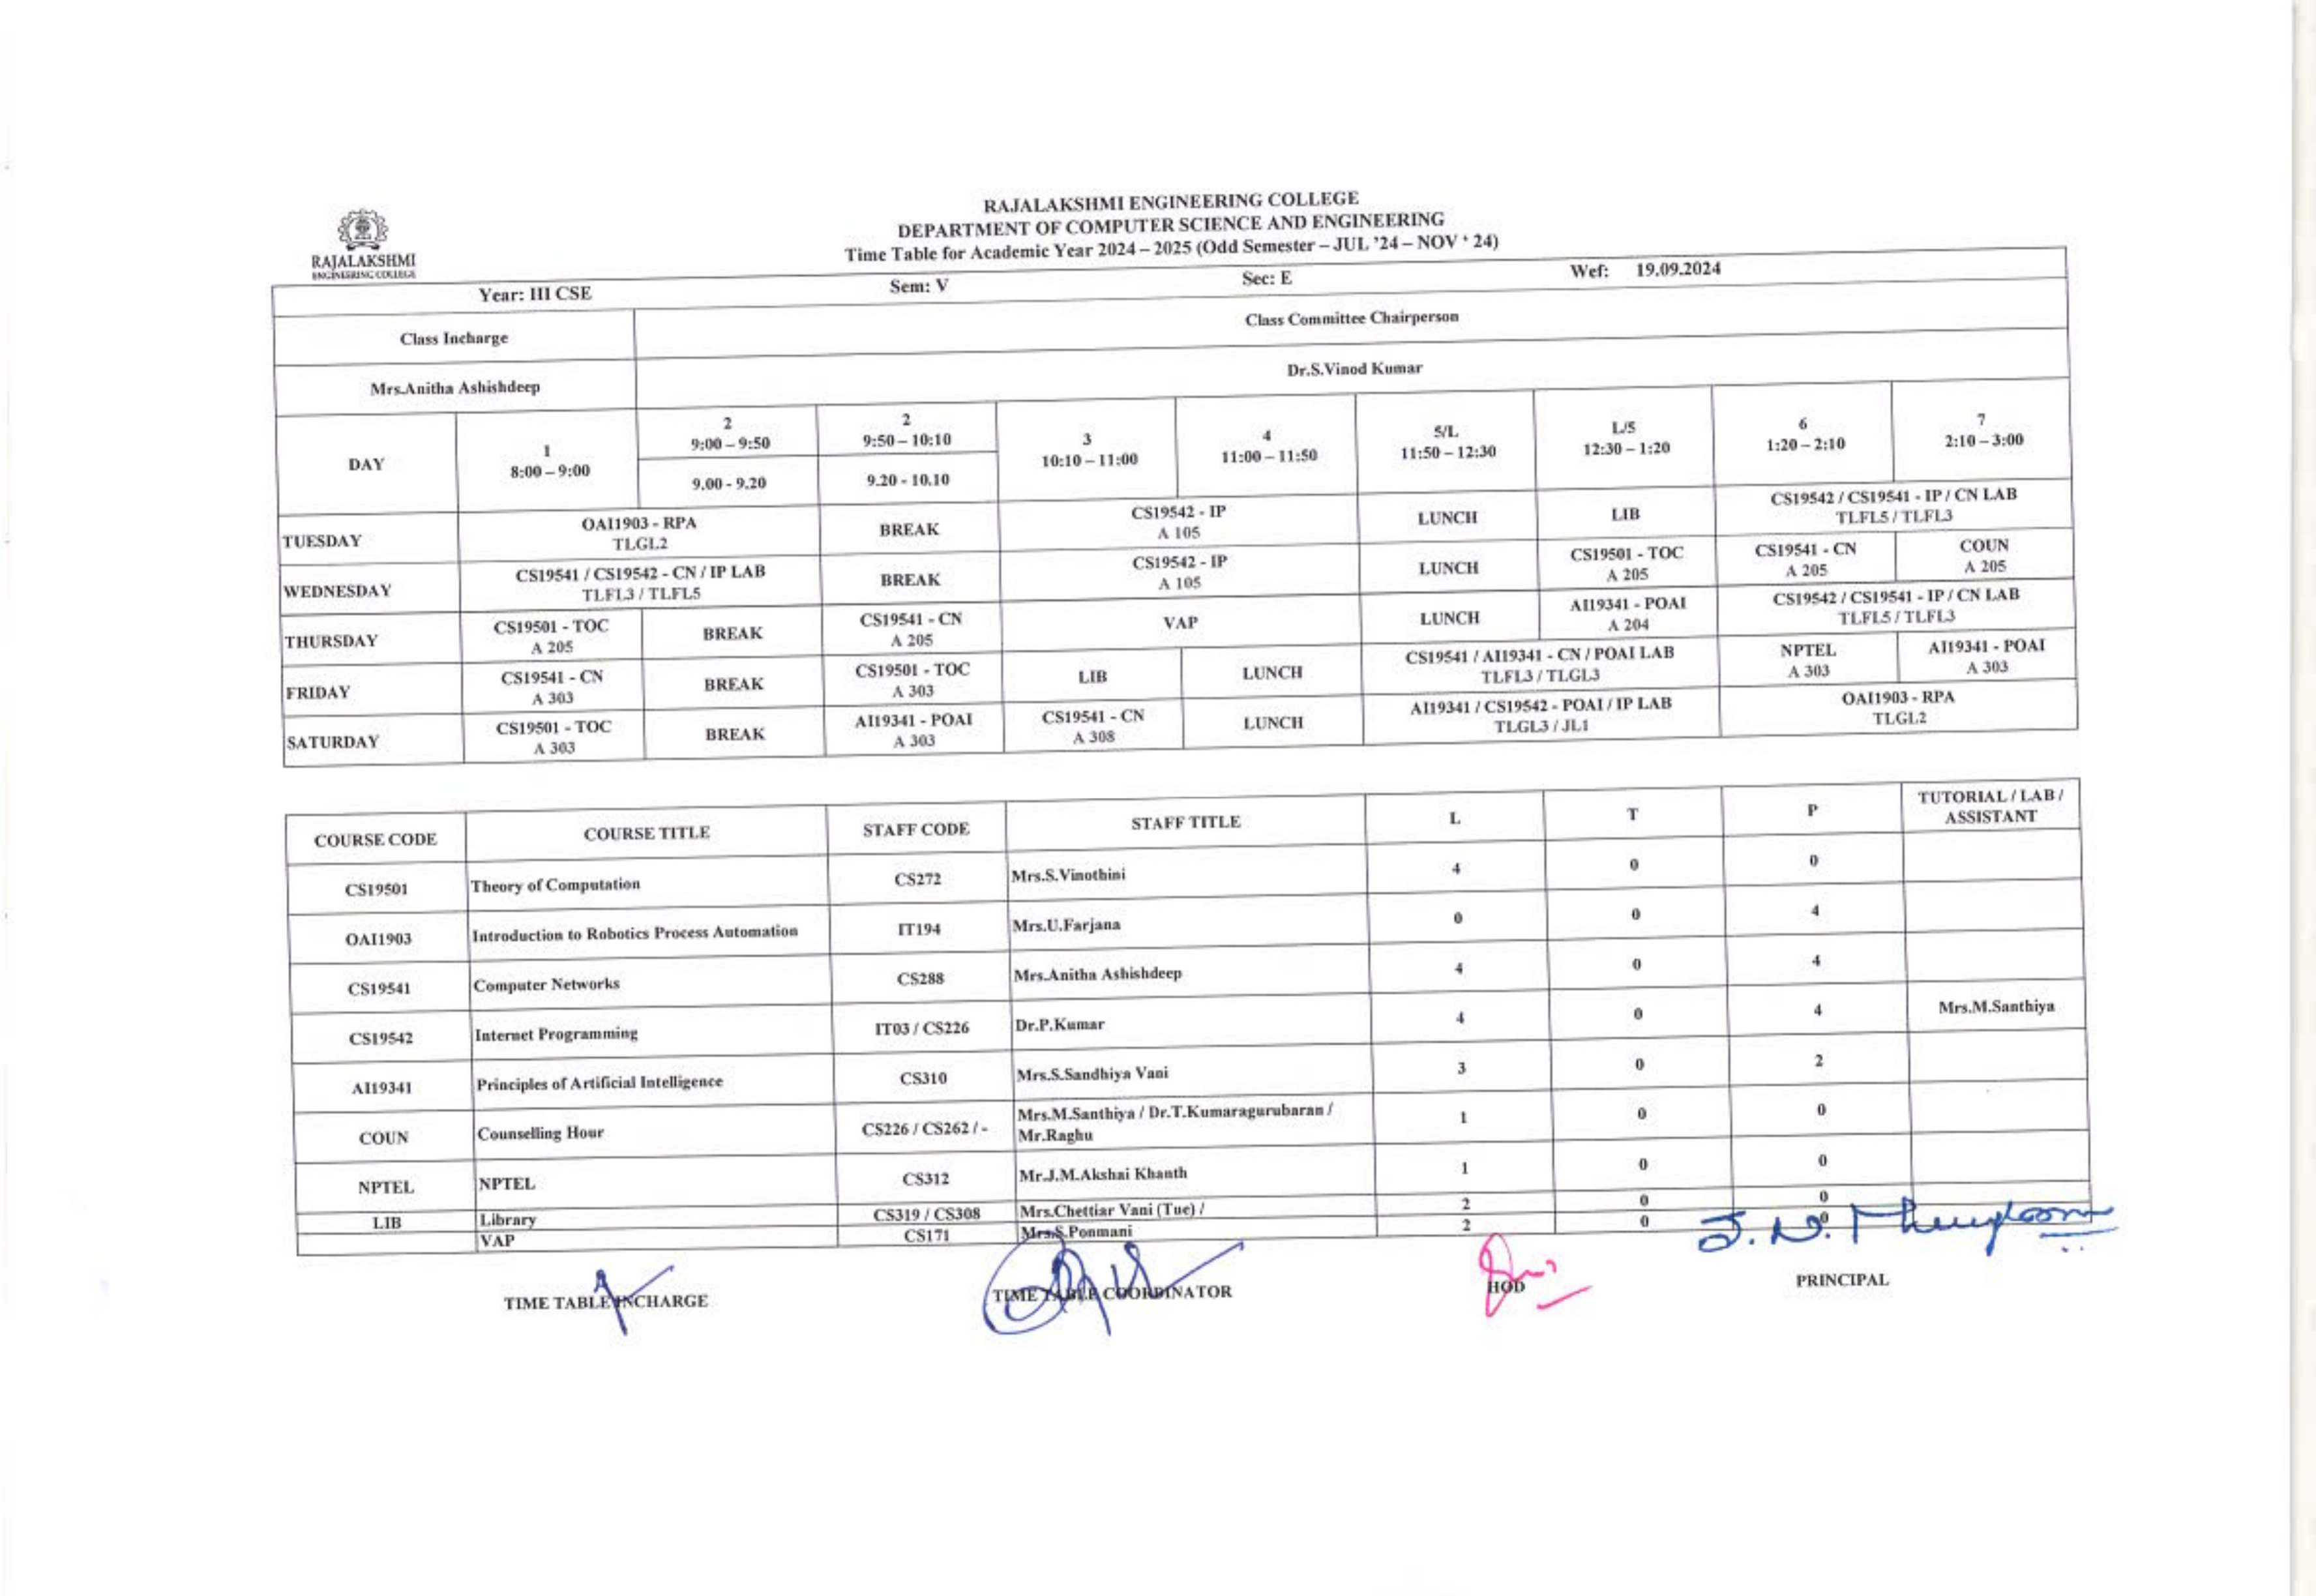 RAJALAKSHMI
ENGINEERING COLLEGE
RAJALAKSHMI ENGINEERING COLLEGE
DEPARTMENT OF COMPUTER SCIENCE AND ENGINEERING
Time Table for Academic Year 2024 – 2025 (Odd Semester – JUL '24 – NOV ' 24)
Year: III CSE Sem: V Sec: E Wef: 19.09.2024
Class Incharge Class Committee Chairperson
Mrs.Anitha Ashishdeep Dr.S.Vinod Kumar
DAY
1
8:00 – 9:00
2
9:00 – 9:50
9.00 - 9.20
2
9:50 – 10:10
9.20 - 10.10
3
10:10 – 11:00
4
11:00 – 11:50
5/L
11:50 – 12:30
L/5
12:30 – 1:20
6
1:20 – 2:10
7
2:10 – 3:00
TUESDAY
OAI1903 - RPA
TLGL2
BREAK
CS19542 - IP
A 105
LUNCH
LIB
CS19542 / CS19541 - IP / CN LAB
TLFL5 / TLFL3
WEDNESDAY
CS19541 / CS19542 - CN / IP LAB
TLFL3 / TLFL5
BREAK
CS19542 - IP
A 105
LUNCH
CS19501 - TOC
A 205
CS19541 - CN
A 205
COUN
A 205
THURSDAY
CS19501 - TOC
A 205
BREAK
CS19541 - CN
A 205
VAP
LUNCH
AI19341 - POAI
A 204
CS19542 / CS19541 - IP / CN LAB
TLFL5 / TLFL3
FRIDAY
CS19541 - CN
A 303
BREAK
CS19501 - TOC
A 303
LIB
LUNCH
CS19541 / AI19341 - CN / POAI LAB
TLFL3 / TLGL3
NPTEL
A 303
AI19341 - POAI
A 303
SATURDAY
CS19501 - TOC
A 303
BREAK
AI19341 - POAI
A 303
CS19541 - CN
A 308
LUNCH
AI19341 / CS19542 - POAI / IP LAB
TLGL3 / JL1
OAI1903 - RPA
TLGL2
COURSE CODE COURSE TITLE STAFF CODE STAFF TITLE L T P TUTORIAL / LAB /
ASSISTANT
CS19501 Theory of Computation CS272 Mrs.S.Vinothini 4 0 0
OAI1903 Introduction to Robotics Process Automation IT194 Mrs.U.Farjana 0 0 4
CS19541 Computer Networks CS288 Mrs.Anitha Ashishdeep 4 0 4
CS19542 Internet Programming IT03 / CS226 Dr.P.Kumar 4 0 4 Mrs.M.Santhiya
AI19341 Principles of Artificial Intelligence CS310 Mrs.S.Sandhiya Vani 3 0 2
COUN Counselling Hour CS226 / CS262 / - Mrs.M.Santhiya / Dr.T.Kumaragurubaran /
Mr.Raghu 1 0 0
NPTEL NPTEL CS312 Mr.J.M.Akshai Khanth 1 0 0
LIB Library CS319 / CS308 Mrs.Chettiar Vani (Tue) / 2 0 0
VAP CS171 Mrs.S.Ponmani 2 0 0
TIME TABLE INCHARGE TIME TABLE COORDINATOR HOD PRINCIPAL